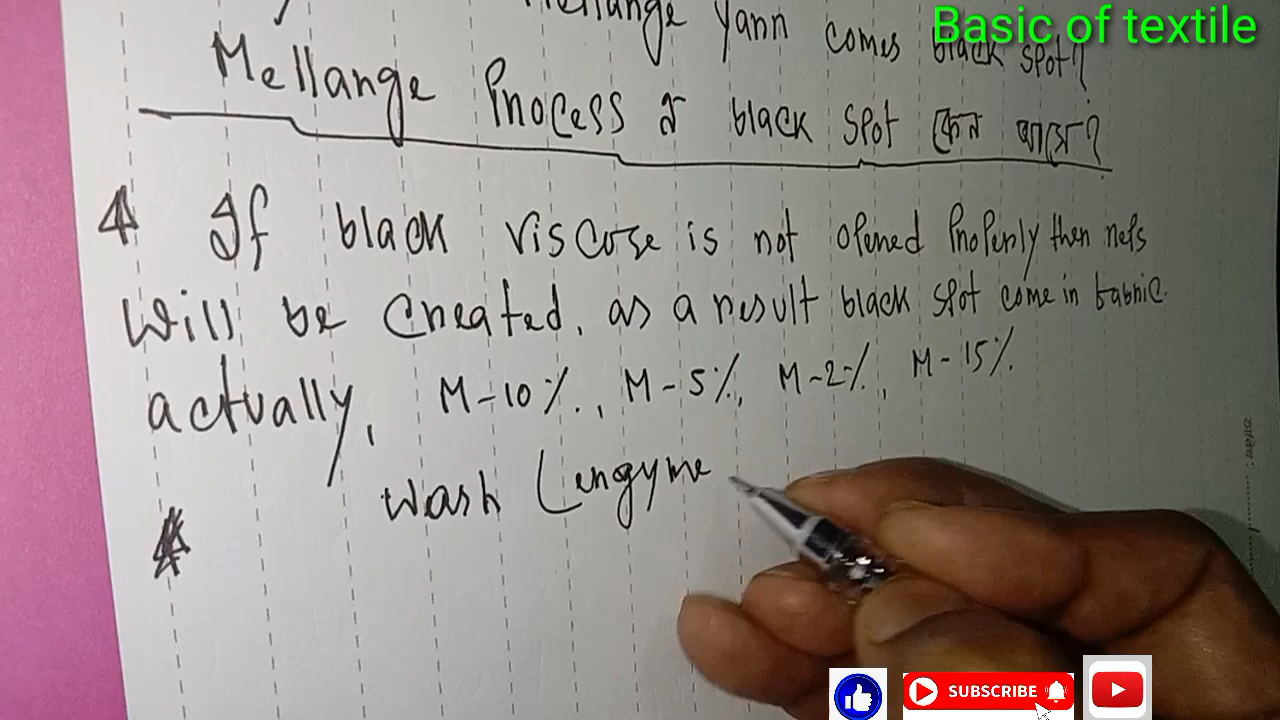 Mellange Yarn comes black spot?
Basic of textile
Mellange Process এ black spot কেন আসে?
If black viscose is not opened Properly then neps
will be created. as a result black spot come in fabric.
actually, M-10%., M-5%, M-2%, M-15%.
Wash (engyme
SUBSCRIBE